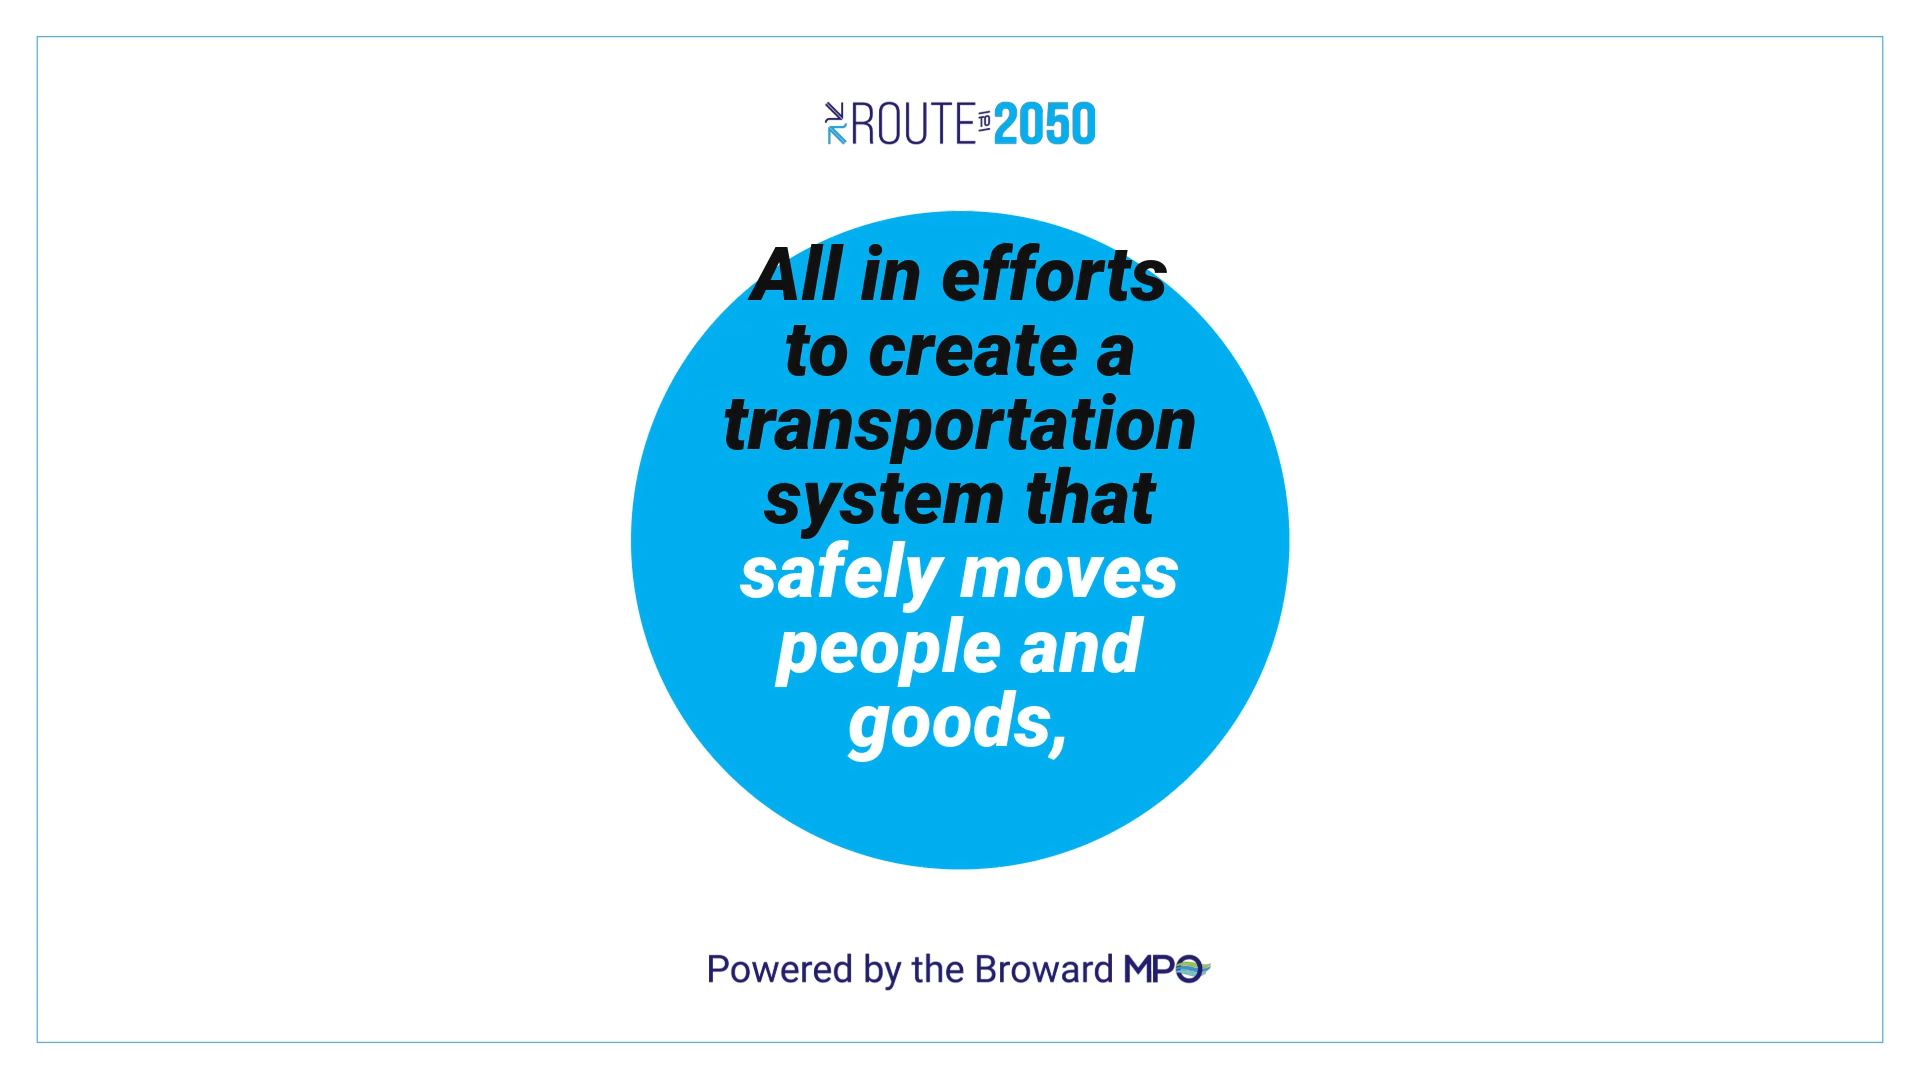 ROUTE TO 2050
All in efforts
to create a
transportation
system that
safely moves
people and
goods,
Powered by the Broward MPO